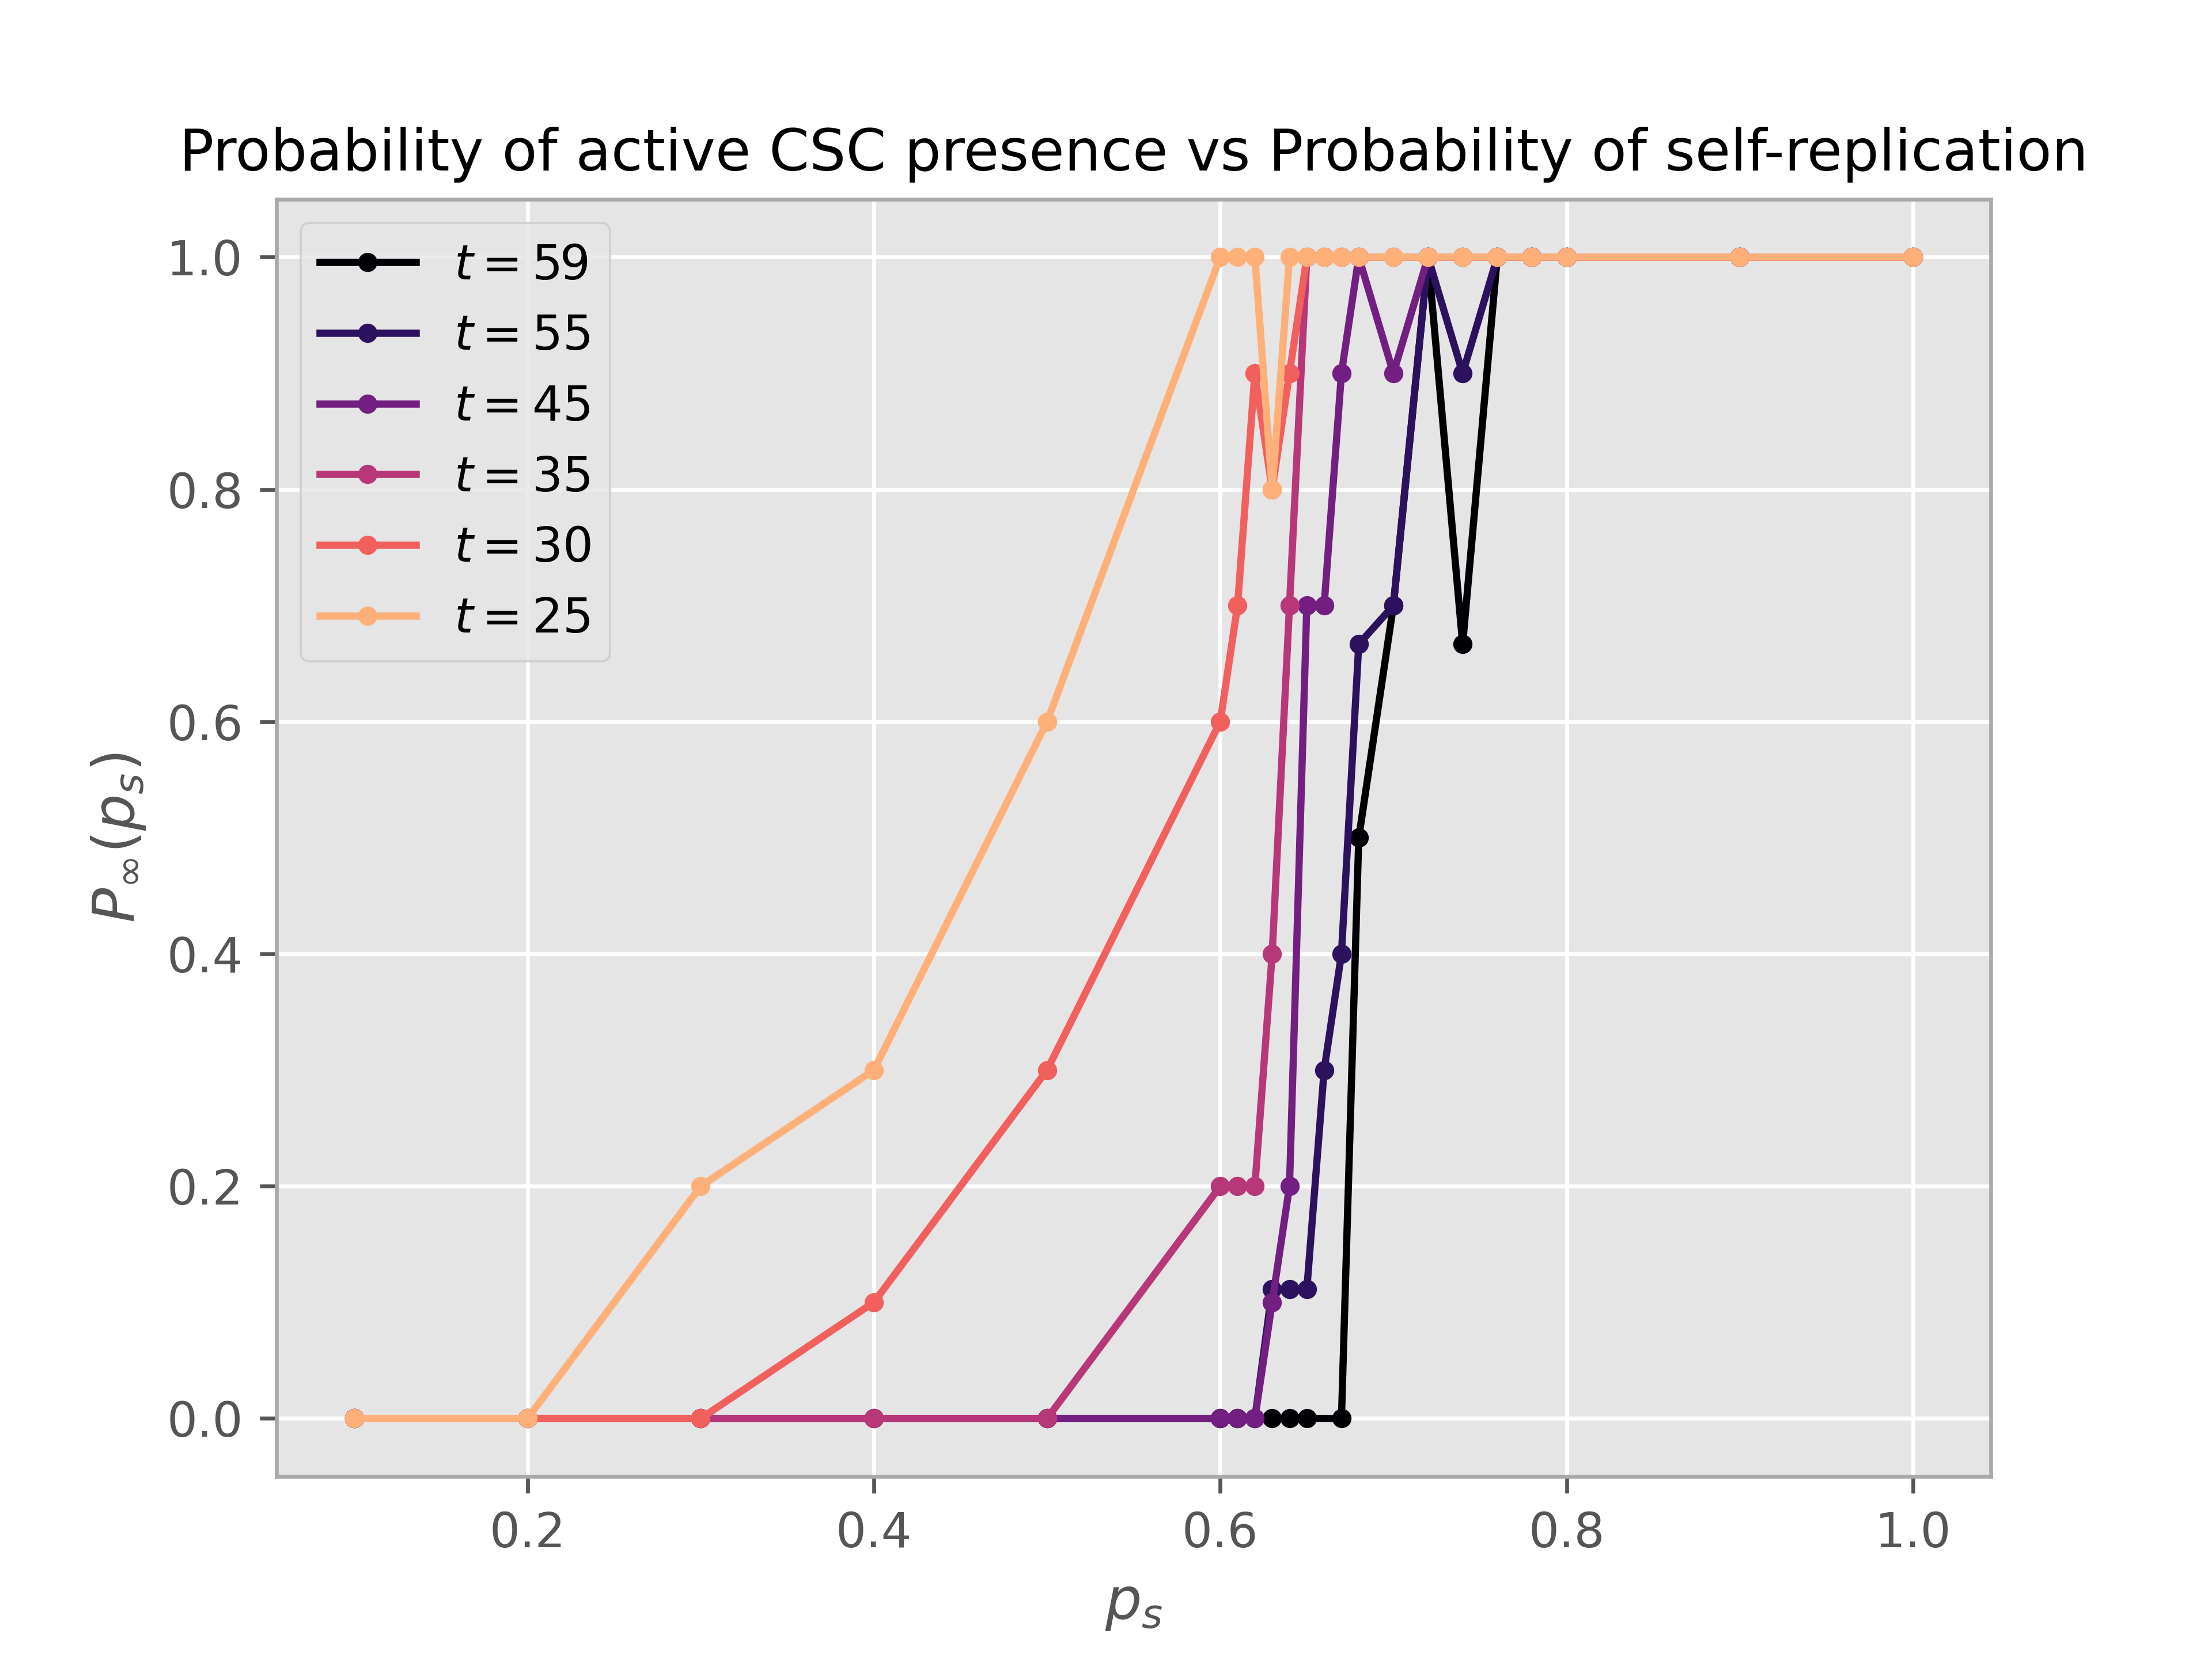 Probability of active CSC presence vs Probability of self-replication
1.0
0.8
0.6
0.4
0.2
0.0
P∞(pₛ)
t = 59
t = 55
t = 45
t = 35
t = 30
t = 25
0.2 0.4 0.6 0.8 1.0
pₛ